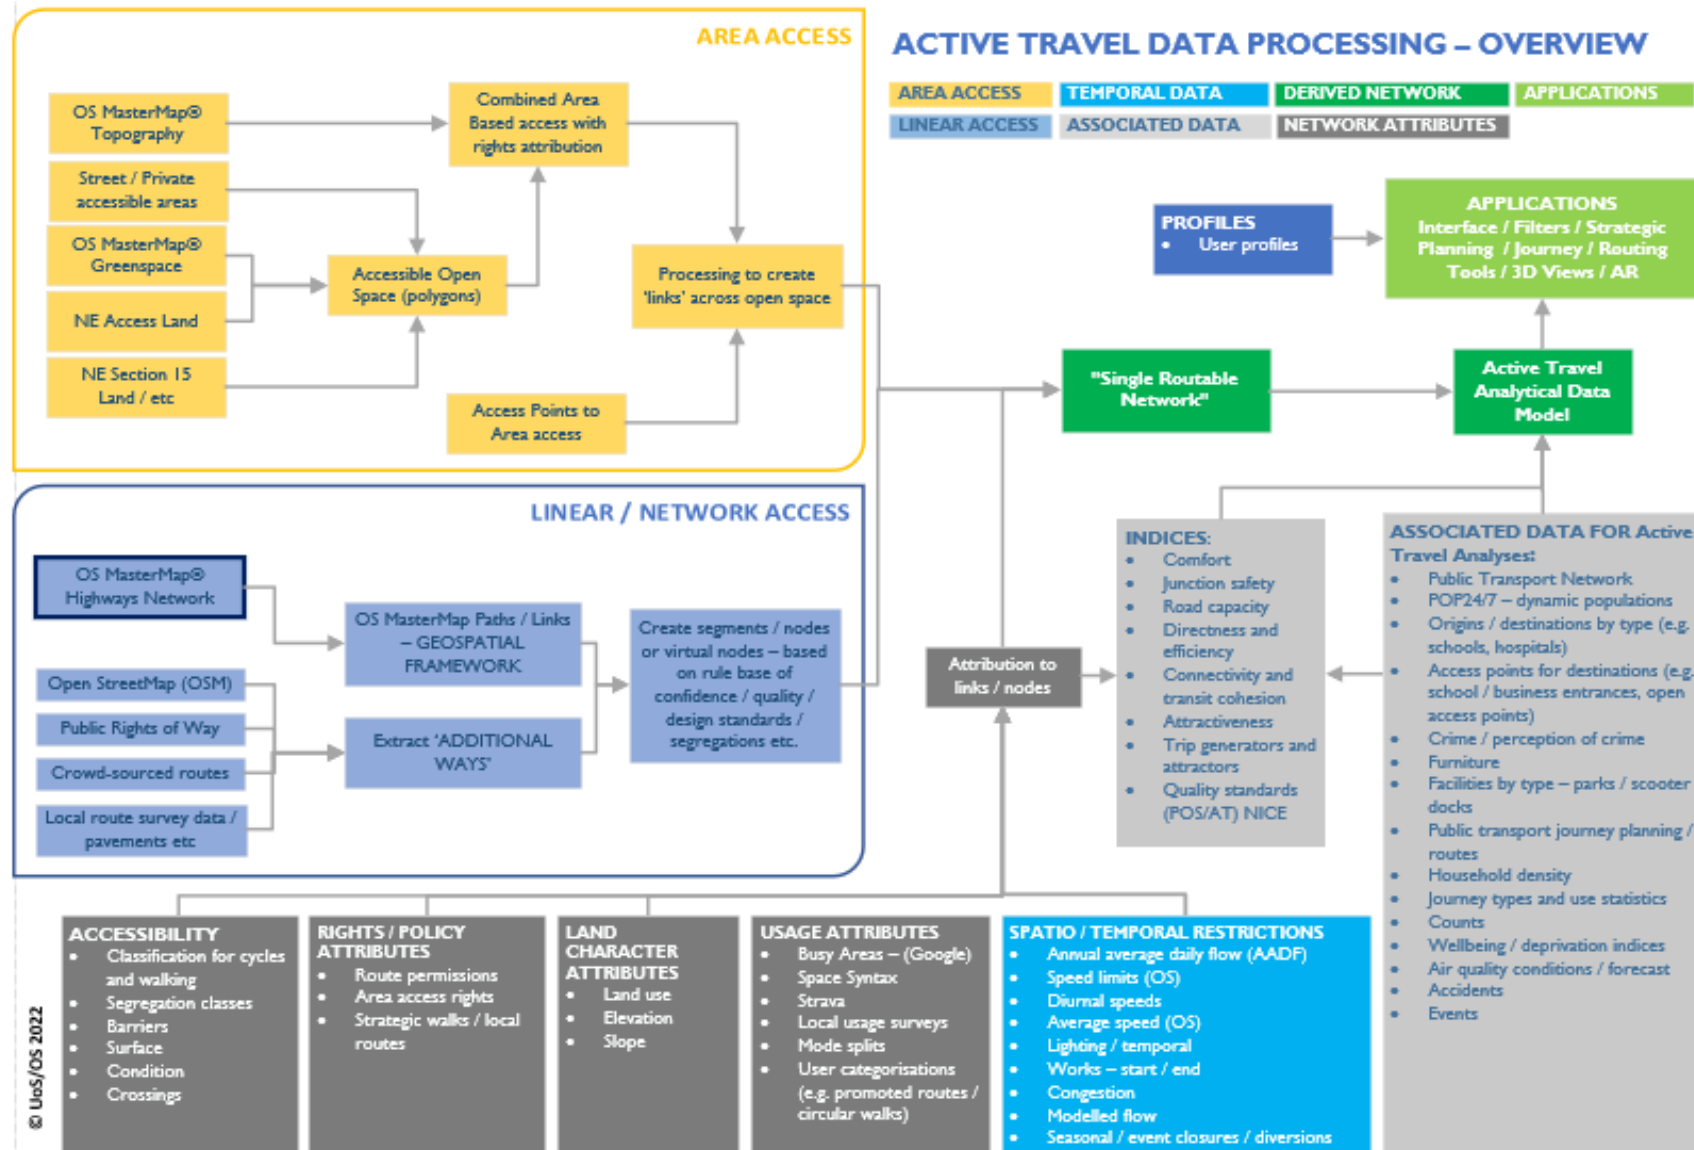 AREA ACCESS
OS MasterMap®
Topography
Street / Private
accessible areas
OS MasterMap®
Greenspace
NE Access Land
NE Section 15
Land / etc
Combined Area
Based access with
rights attribution
Accessible Open
Space (polygons)
Processing to create
'links' across open space
Access Points to
Area access
ACTIVE TRAVEL DATA PROCESSING – OVERVIEW
AREA ACCESS
TEMPORAL DATA
DERIVED NETWORK
APPLICATIONS
LINEAR ACCESS
ASSOCIATED DATA
NETWORK ATTRIBUTES
PROFILES
• User profiles
APPLICATIONS
Interface / Filters / Strategic
Planning / Journey / Routing
Tools / 3D Views / AR
"Single Routable
Network"
Active Travel
Analytical Data
Model
LINEAR / NETWORK ACCESS
OS MasterMap®
Highways Network
Open StreetMap (OSM)
Public Rights of Way
Crowd-sourced routes
Local route survey data /
pavements etc
OS MasterMap Paths / Links
– GEOSPATIAL
FRAMEWORK
Extract 'ADDITIONAL
WAYS'
Create segments / nodes
or virtual nodes – based
on rule base of
confidence / quality /
design standards /
segregations etc.
Attribution to
links / nodes
INDICES:
• Comfort
• Junction safety
• Road capacity
• Directness and
efficiency
• Connectivity and
transit cohesion
• Attractiveness
• Trip generators and
attractors
• Quality standards
(POS/AT) NICE
ASSOCIATED DATA FOR Active
Travel Analyses:
• Public Transport Network
• POP24/7 – dynamic populations
• Origins / destinations by type (e.g.
schools, hospitals)
• Access points for destinations (e.g.
school / business entrances, open
access points)
• Crime / perception of crime
• Furniture
• Facilities by type – parks / scooter
docks
• Public transport journey planning /
routes
• Household density
• Journey types and use statistics
• Counts
• Wellbeing / deprivation indices
• Air quality conditions / forecast
• Accidents
• Events
ACCESSIBILITY
• Classification for cycles
and walking
• Segregation classes
• Barriers
• Surface
• Condition
• Crossings
RIGHTS / POLICY
ATTRIBUTES
• Route permissions
• Area access rights
• Strategic walks / local
routes
LAND
CHARACTER
ATTRIBUTES
• Land use
• Elevation
• Slope
USAGE ATTRIBUTES
• Busy Areas – (Google)
• Space Syntax
• Strava
• Local usage surveys
• Mode splits
• User categorisations
(e.g. promoted routes /
circular walks)
SPATIO / TEMPORAL RESTRICTIONS
• Annual average daily flow (AADF)
• Speed limits (OS)
• Diurnal speeds
• Average speed (OS)
• Lighting / temporal
• Works – start / end
• Congestion
• Modelled flow
• Seasonal / event closures / diversions
© UoS/OS 2022